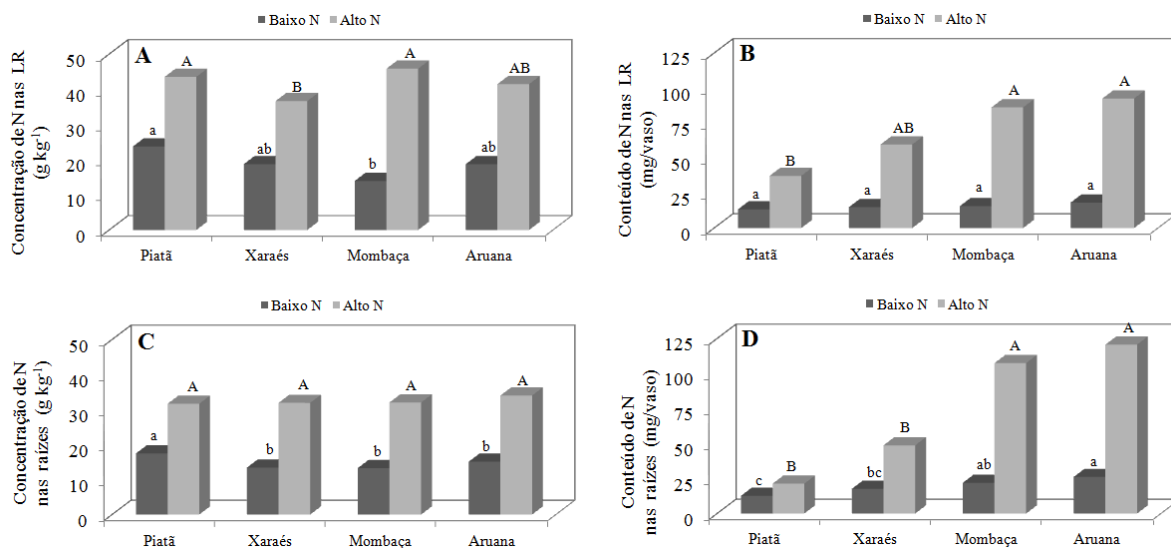 Baixo N Alto N
A
Concentração de N nas LR
(g kg-1)
50
40
30
20
10
0
a A
ab B
b A
ab AB
Piatã Xaraés Mombaça Aruana
Baixo N Alto N
B
Conteúdo de N nas LR
(mg/vaso)
125
100
75
50
25
0
a B
a AB
a A
a A
Piatã Xaraés Mombaça Aruana
Baixo N Alto N
C
Concentração de N
nas raízes (g kg-1)
50
40
30
20
10
0
a A
b A
b A
b A
Piatã Xaraés Mombaça Aruana
Baixo N Alto N
D
Conteúdo de N
nas raízes (mg/vaso)
125
100
75
50
25
0
c B
bc B
ab A
a A
Piatã Xaraés Mombaça Aruana